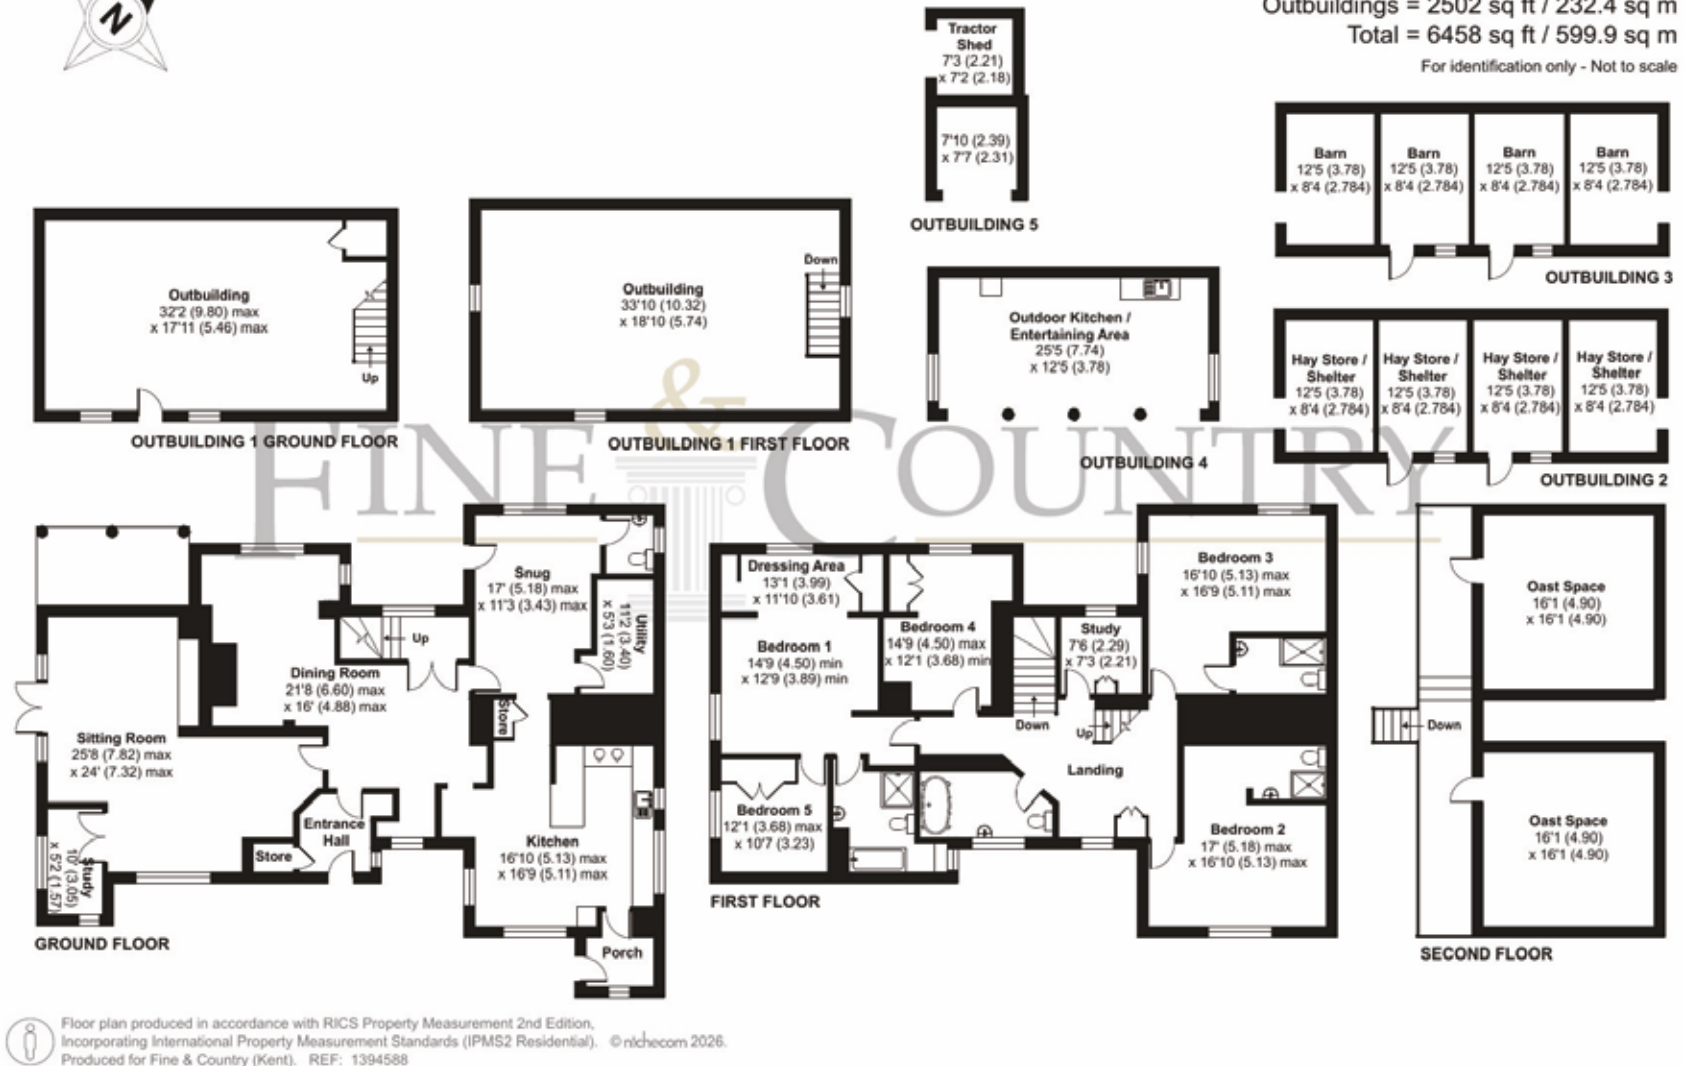 N
Outbuildings = 2502 sq ft / 232.4 sq m
Total = 6458 sq ft / 599.9 sq m
For identification only - Not to scale
Tractor
Shed
7'3 (2.21)
x 7'2 (2.18)
7'10 (2.39)
x 7'7 (2.31)
OUTBUILDING 5
Barn
12'5 (3.78)
x 8'4 (2.784)
Barn
12'5 (3.78)
x 8'4 (2.784)
Barn
12'5 (3.78)
x 8'4 (2.784)
Barn
12'5 (3.78)
x 8'4 (2.784)
OUTBUILDING 3
Outbuilding
32'2 (9.80) max
x 17'11 (5.46) max
Up
OUTBUILDING 1 GROUND FLOOR
Outbuilding
33'10 (10.32)
x 18'10 (5.74)
Down
OUTBUILDING 1 FIRST FLOOR
Outdoor Kitchen /
Entertaining Area
25'5 (7.74)
x 12'5 (3.78)
OUTBUILDING 4
Hay Store /
Shelter
12'5 (3.78)
x 8'4 (2.784)
Hay Store /
Shelter
12'5 (3.78)
x 8'4 (2.784)
Hay Store /
Shelter
12'5 (3.78)
x 8'4 (2.784)
Hay Store /
Shelter
12'5 (3.78)
x 8'4 (2.784)
OUTBUILDING 2
FINE & COUNTRY
Snug
17' (5.18) max
x 11'3 (3.43) max
Utility
11'2 (3.40)
x 5'3 (1.60)
Up
Dining Room
21'8 (6.60) max
x 16' (4.88) max
Store
Sitting Room
25'8 (7.82) max
x 24' (7.32) max
Entrance
Hall
Store
Study
10' (3.05)
x 5'2 (1.57)
Kitchen
16'10 (5.13) max
x 16'9 (5.11) max
Porch
GROUND FLOOR
Dressing Area
13'1 (3.99)
x 11'10 (3.61)
Bedroom 1
14'9 (4.50) min
x 12'9 (3.89) min
Bedroom 4
14'9 (4.50) max
x 12'1 (3.68) min
Study
7'6 (2.29)
x 7'3 (2.21)
Bedroom 3
16'10 (5.13) max
x 16'9 (5.11) max
Down
Up
Landing
Bedroom 5
12'1 (3.68) max
x 10'7 (3.23)
Bedroom 2
17' (5.18) max
x 16'10 (5.13) max
FIRST FLOOR
Oast Space
16'1 (4.90)
x 16'1 (4.90)
Down
Oast Space
16'1 (4.90)
x 16'1 (4.90)
SECOND FLOOR
Floor plan produced in accordance with RICS Property Measurement 2nd Edition,
Incorporating International Property Measurement Standards (IPMS2 Residential). © nichecom 2026.
Produced for Fine & Country (Kent). REF: 1394588